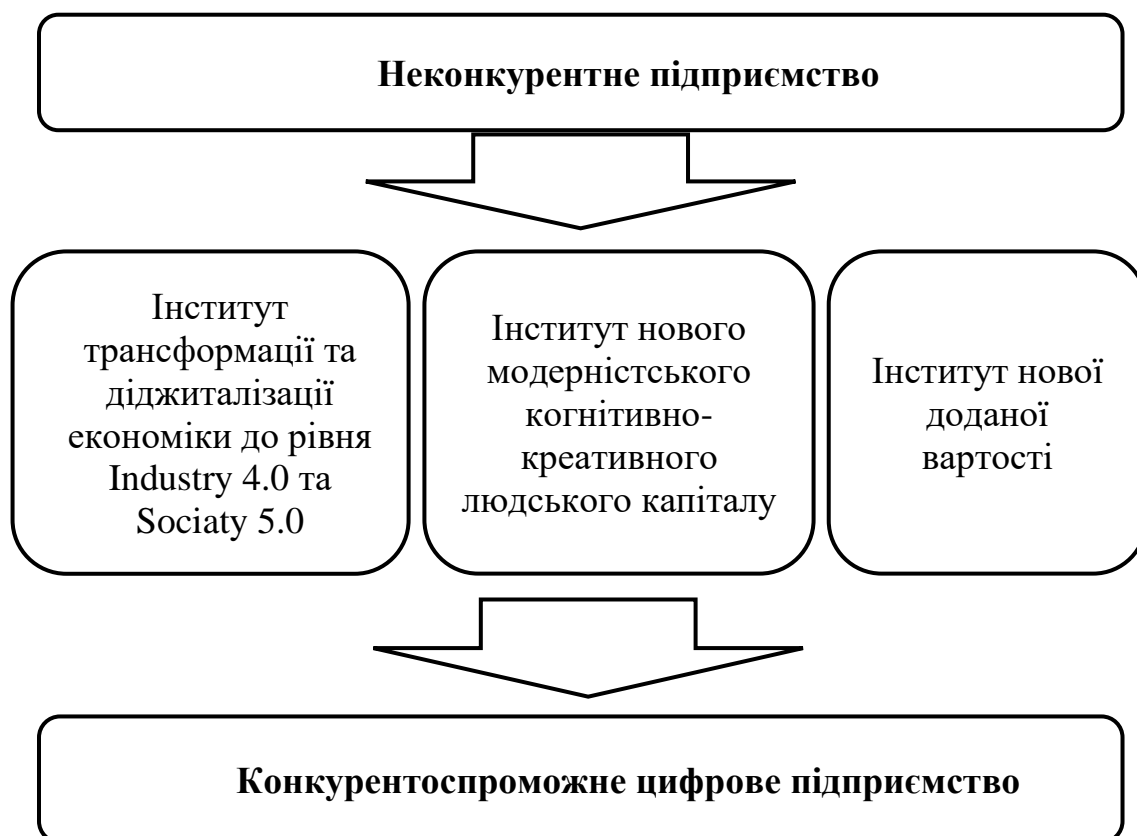 Неконкурентне підприємство
Інститут
трансформації та
діджиталізації
економіки до рівня
Industry 4.0 та
Sociaty 5.0
Інститут нового
модерністського
когнітивно-
креативного
людського капіталу
Інститут нової
доданої
вартості
Конкурентоспроможне цифрове підприємство